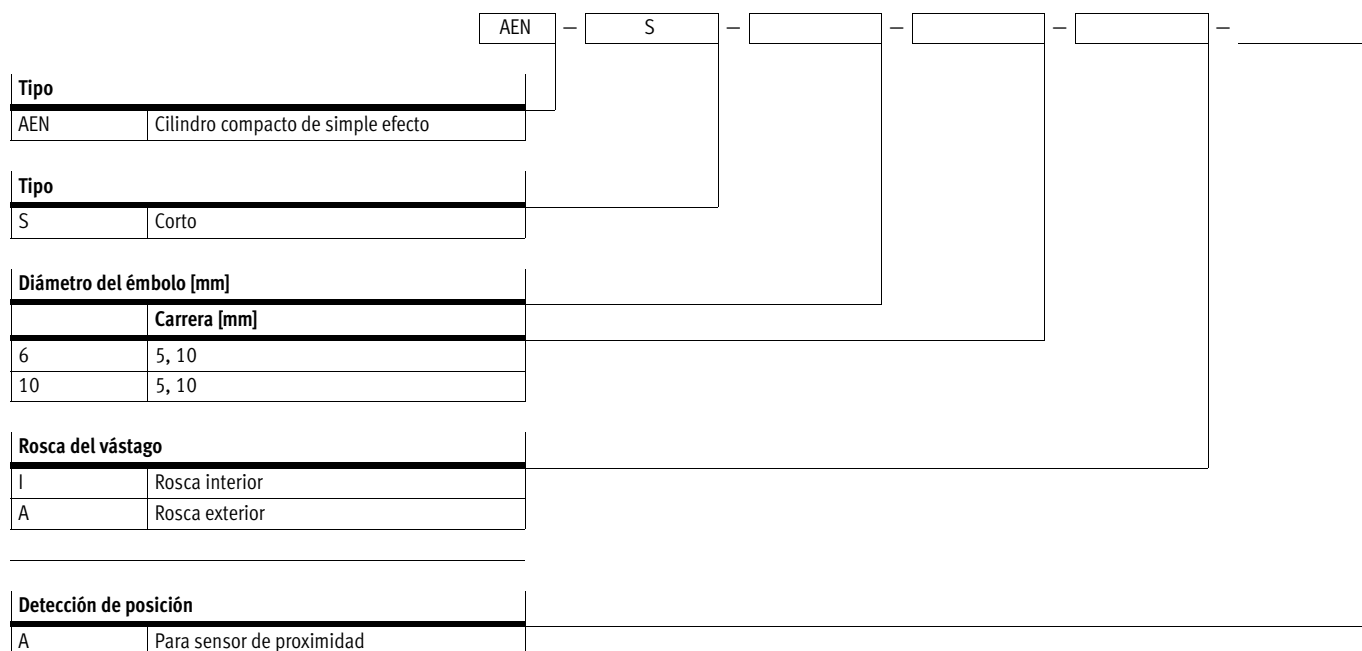 AEN – S – – – –
Tipo
AEN Cilindro compacto de simple efecto
Tipo
S Corto
Diámetro del émbolo [mm]
Carrera [mm]
6 5, 10
10 5, 10
Rosca del vástago
I Rosca interior
A Rosca exterior
Detección de posición
A Para sensor de proximidad